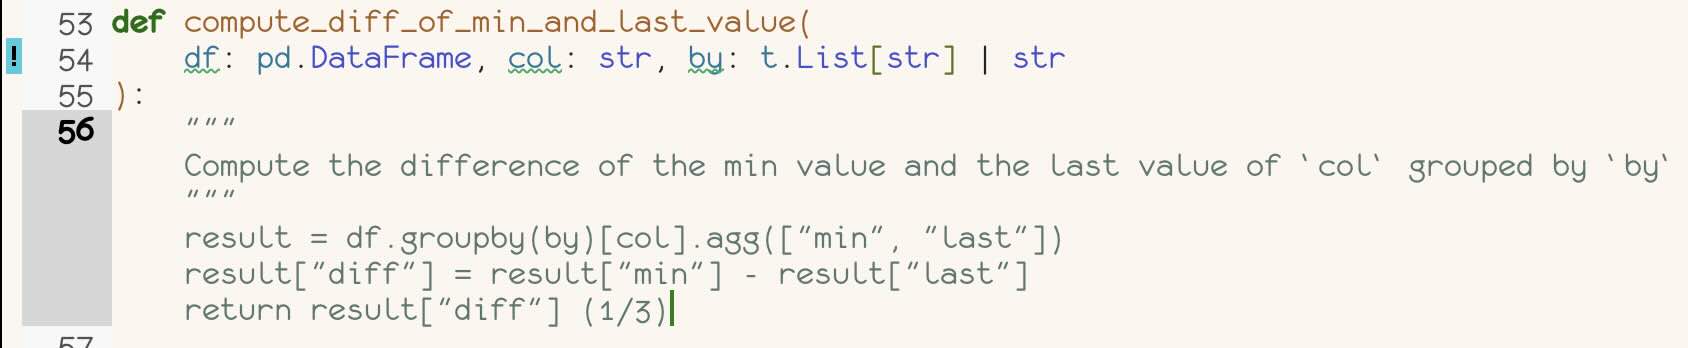 53 def compute_diff_of_min_and_last_value(
! 54     df: pd.DataFrame, col: str, by: t.List[str] | str
55 ):
56     """
    Compute the difference of the min value and the last value of `col` grouped by `by`
    """
    result = df.groupby(by)[col].agg(["min", "last"])
    result["diff"] = result["min"] - result["last"]
    return result["diff"] (1/3)
57